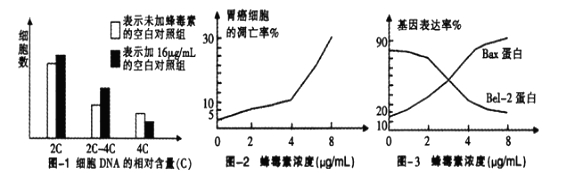 细胞数
表示未加蜂毒素的空白对照组
表示加 16μg/mL的空白对照组
2C 2C-4C 4C
图-1 细胞 DNA的相对含量(C)
胃癌细胞的凋亡率%
30
10
5
0 2 4 8
图-2 蜂毒素浓度(μg/mL)
基因表达率%
90
20
10
0 2 4 8
Bax 蛋白
Bel-2 蛋白
图-3 蜂毒素浓度(μg/mL)